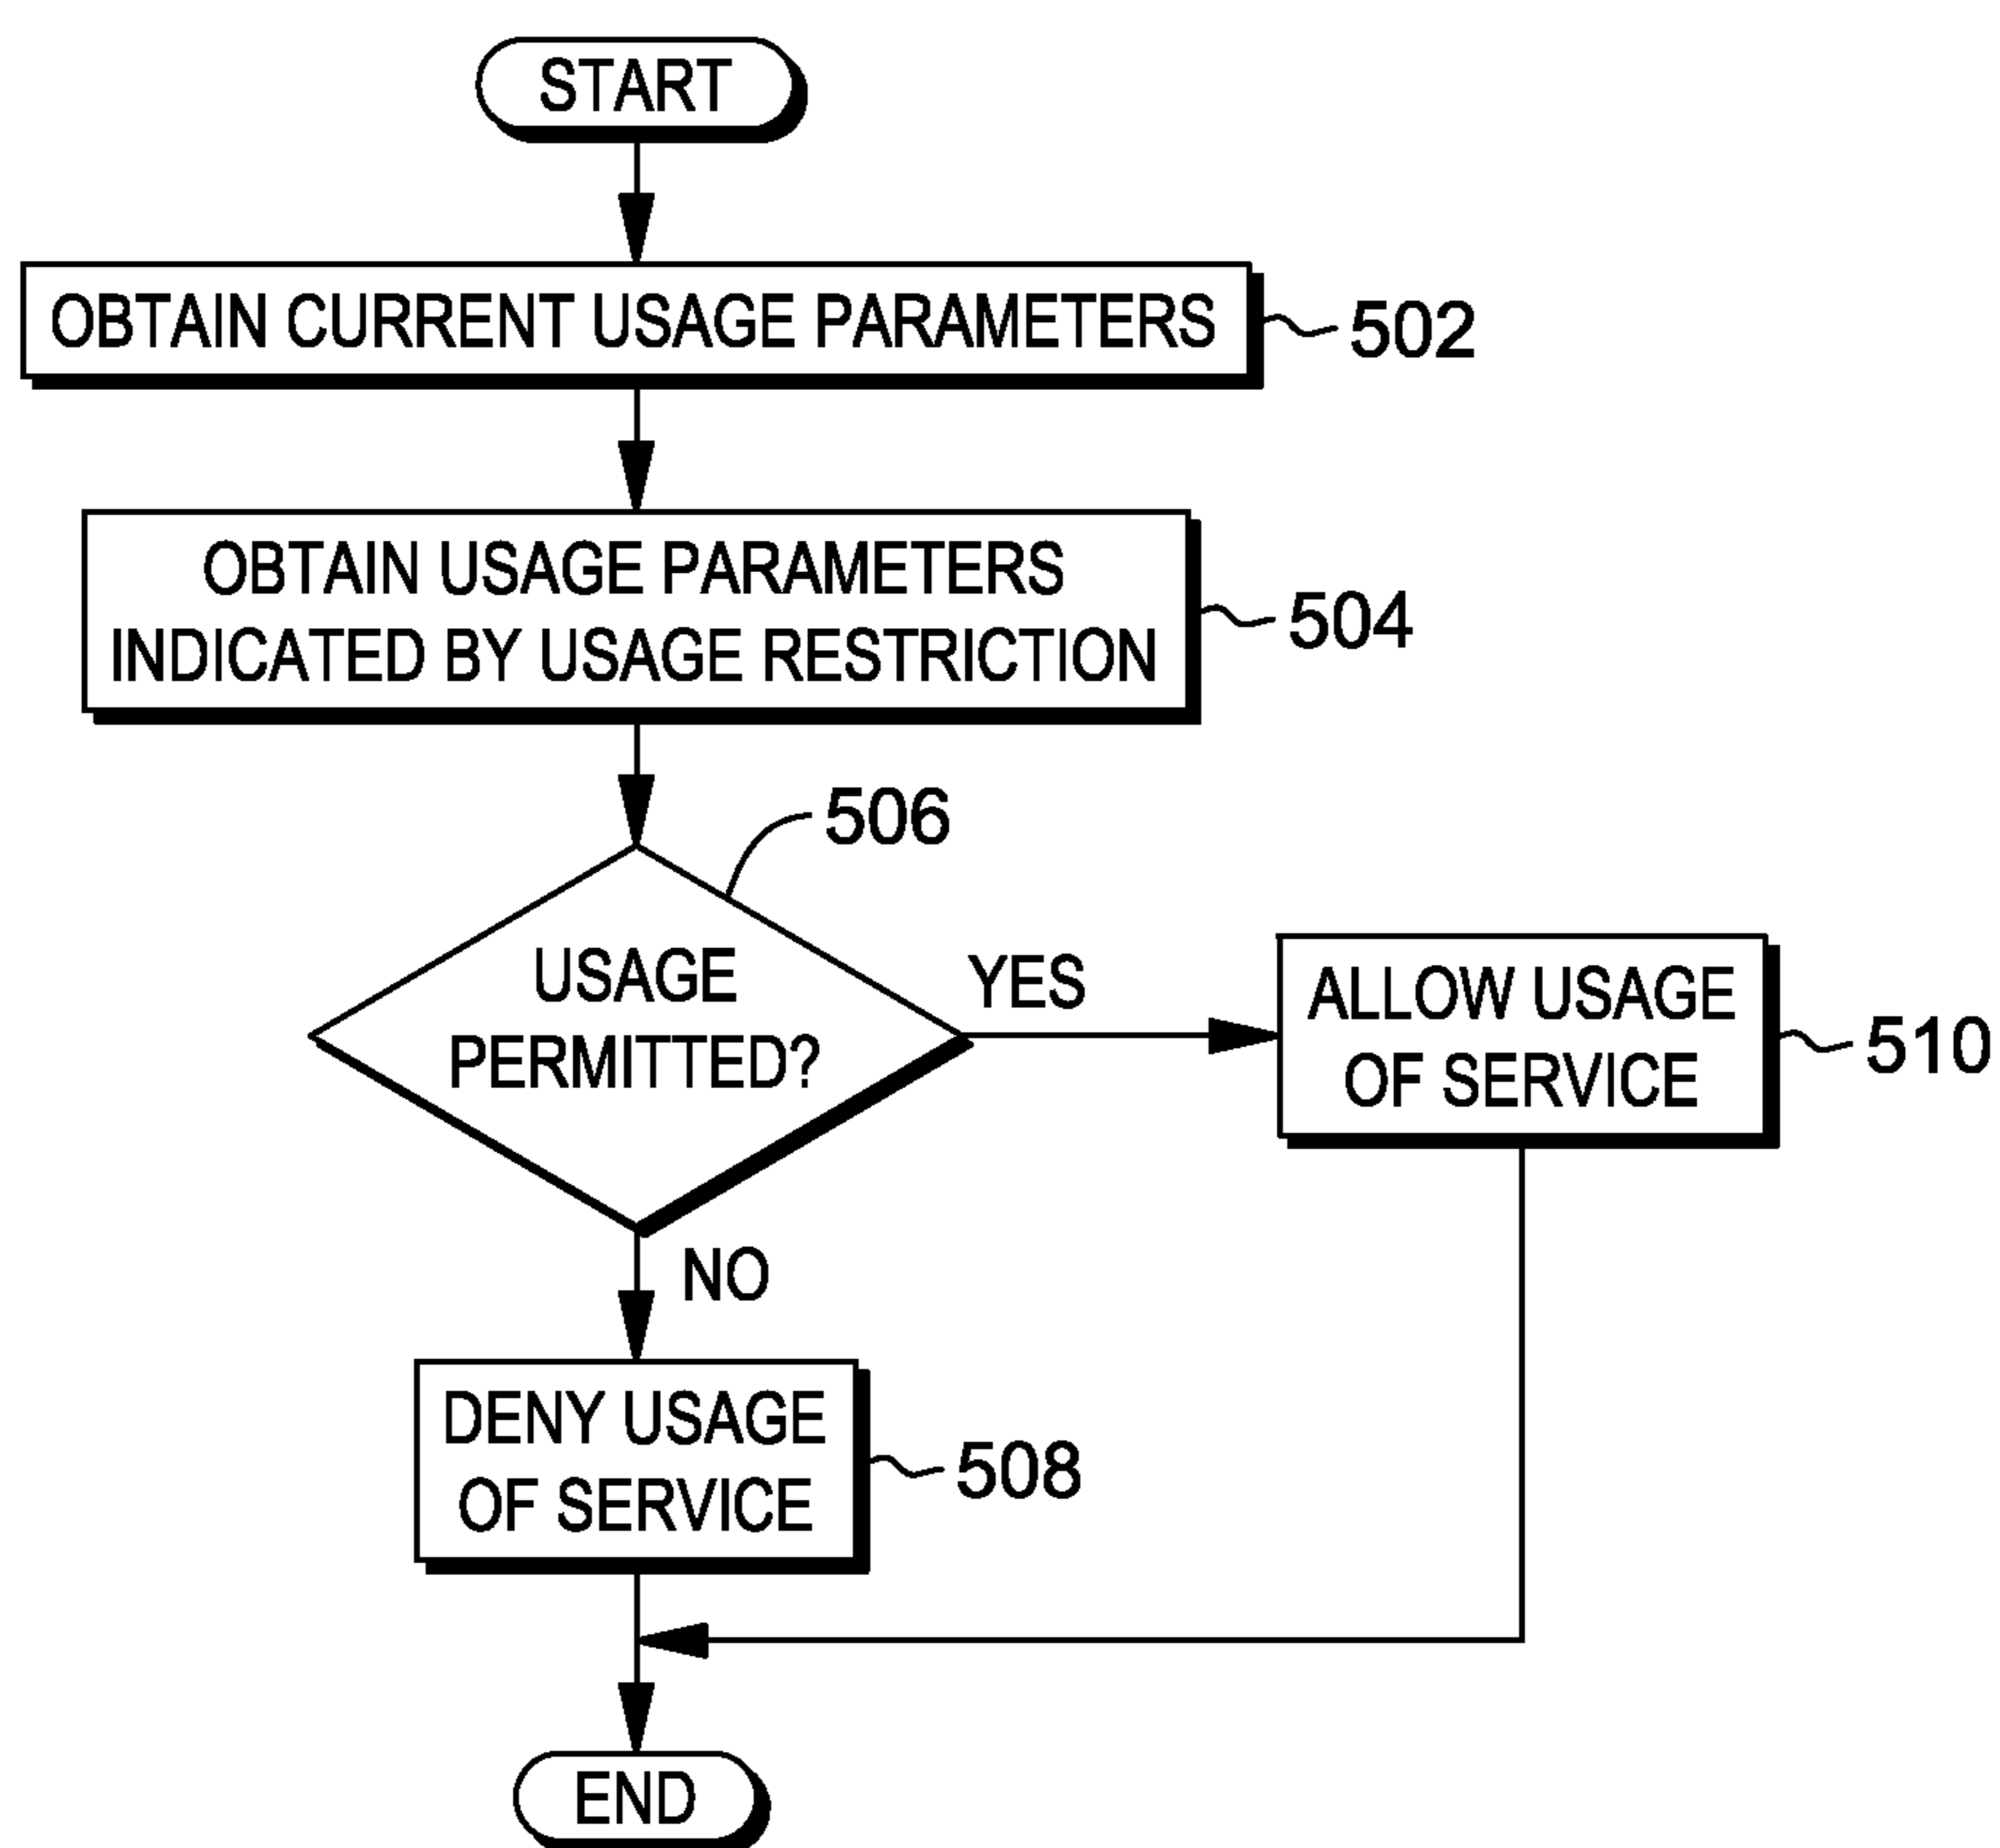 START
OBTAIN CURRENT USAGE PARAMETERS
502
OBTAIN USAGE PARAMETERS
INDICATED BY USAGE RESTRICTION
504
506
USAGE
PERMITTED?
YES
ALLOW USAGE
OF SERVICE
510
NO
DENY USAGE
OF SERVICE
508
END